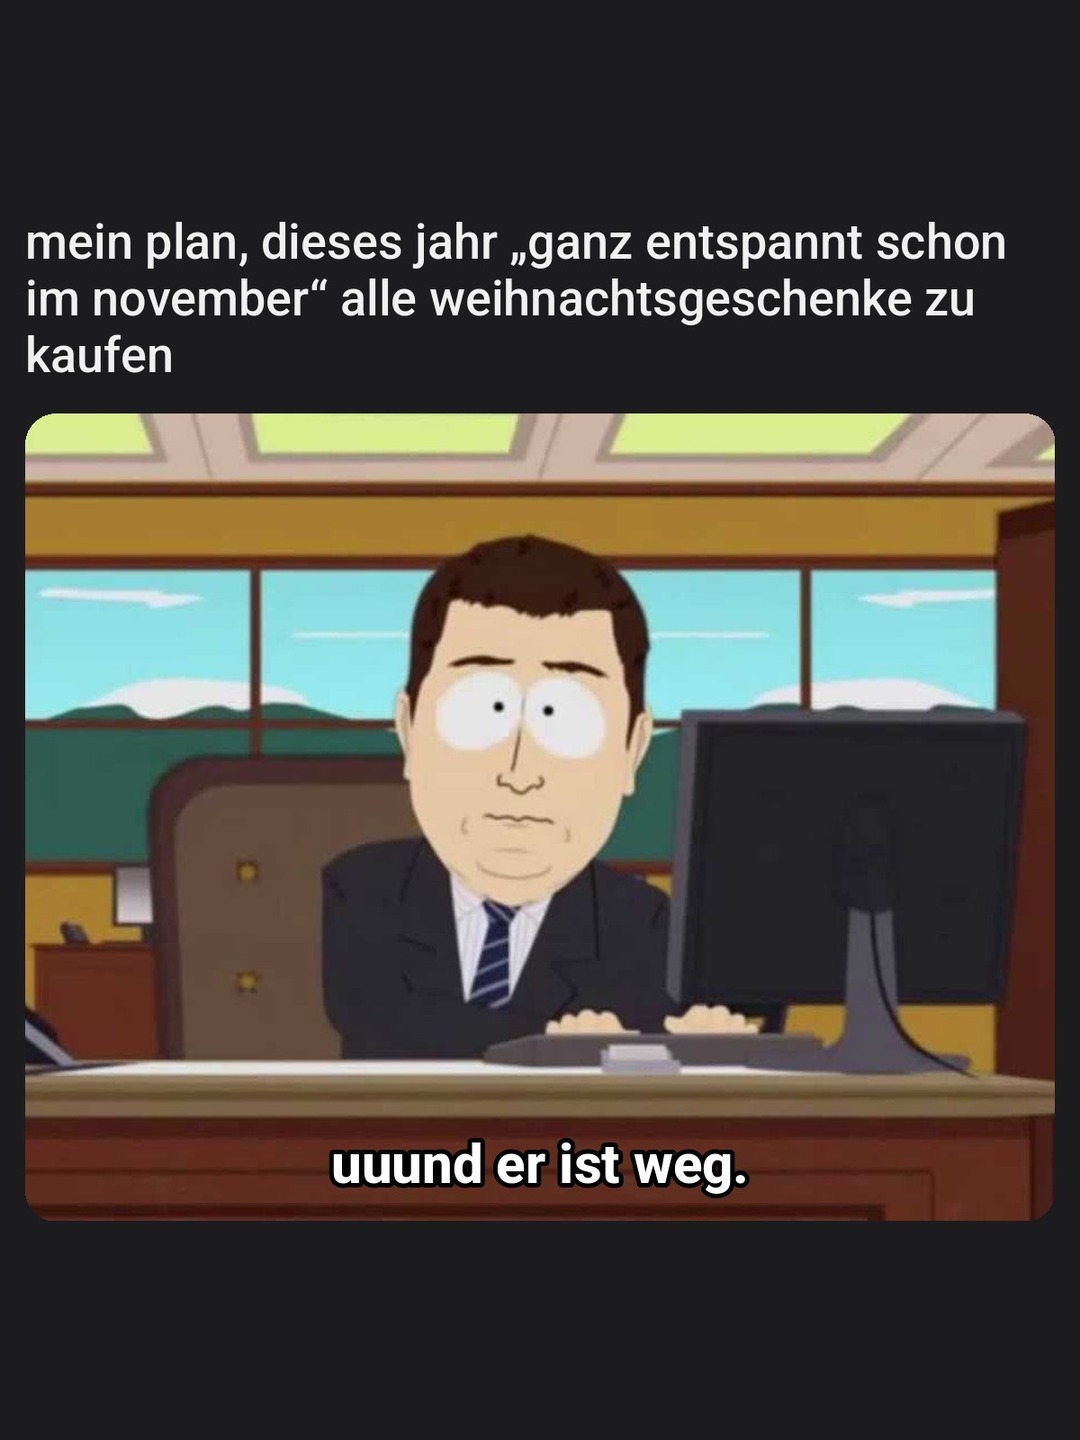 mein plan, dieses jahr „ganz entspannt schon
im november“ alle weihnachtsgeschenke zu
kaufen
uuund er ist weg.